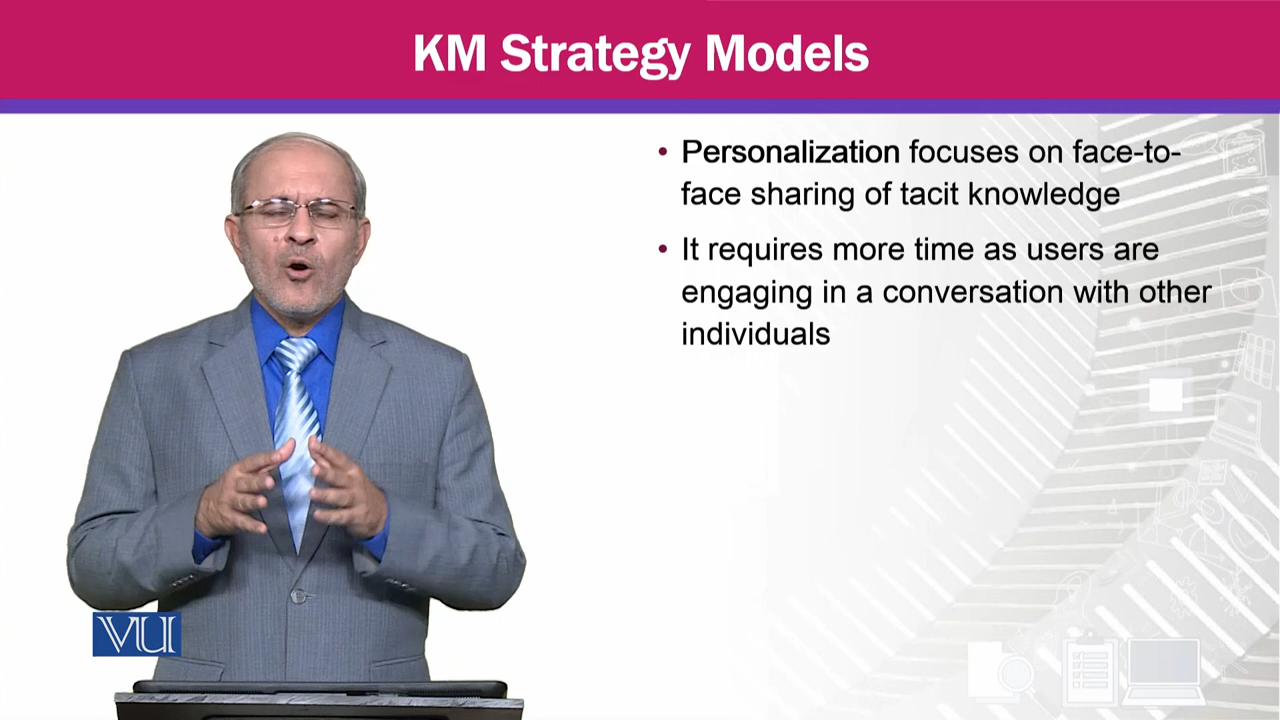 KM Strategy Models
• Personalization focuses on face-to-
face sharing of tacit knowledge
• It requires more time as users are
engaging in a conversation with other
individuals
VU